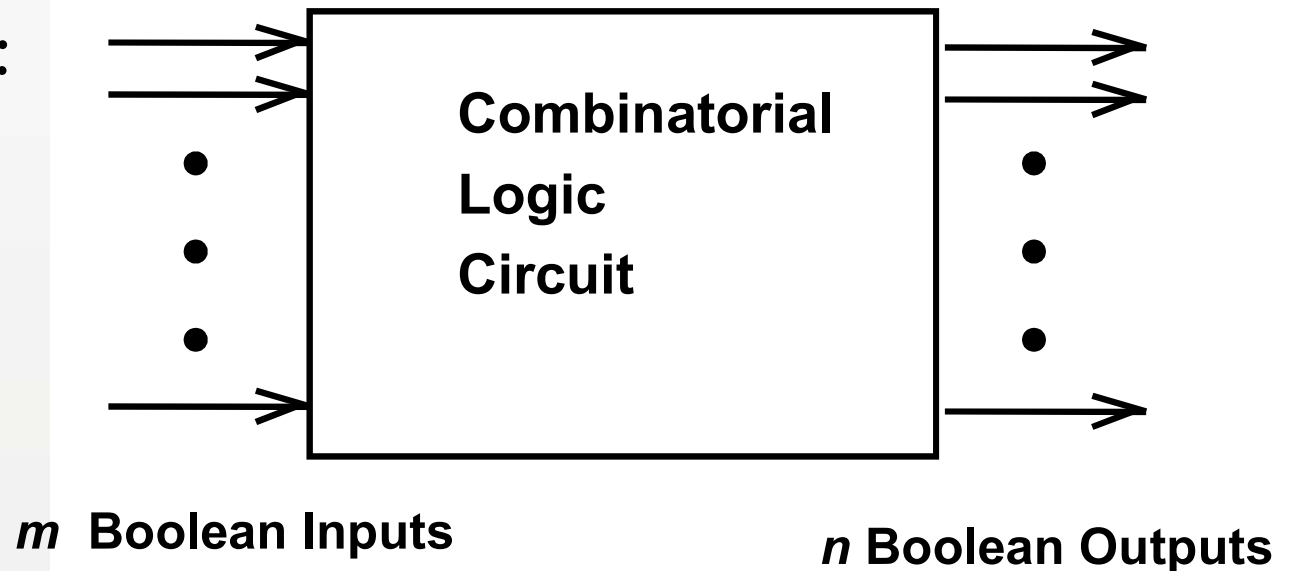 :
Combinatorial
Logic
Circuit
m Boolean Inputs
n Boolean Outputs